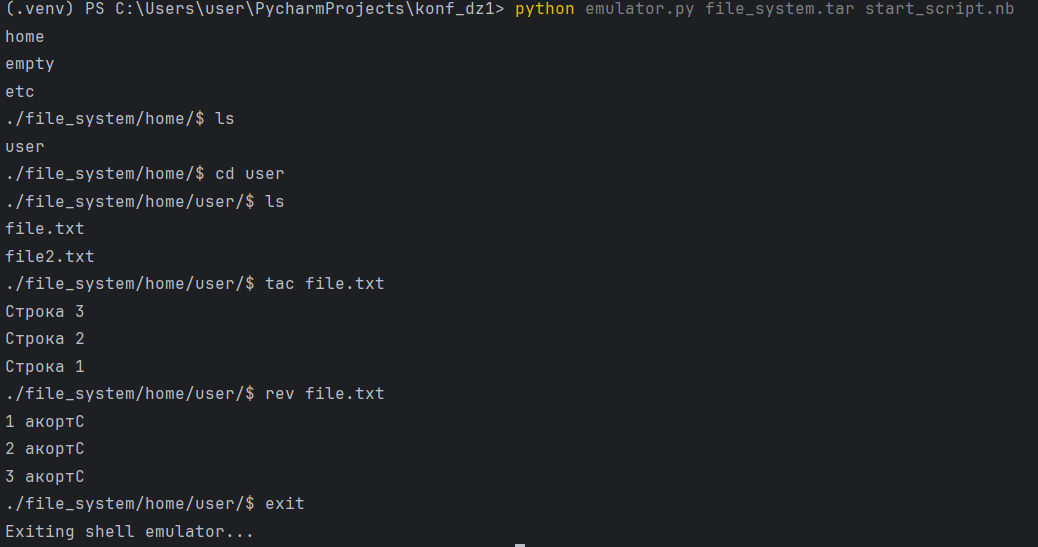 (.venv) PS C:\Users\user\PycharmProjects\konf_dz1> python emulator.py file_system.tar start_script.nb
home
empty
etc
./file_system/home/$ ls
user
./file_system/home/$ cd user
./file_system/home/user/$ ls
file.txt
file2.txt
./file_system/home/user/$ tac file.txt
Строка 3
Строка 2
Строка 1
./file_system/home/user/$ rev file.txt
1 акортС
2 акортС
3 акортС
./file_system/home/user/$ exit
Exiting shell emulator...